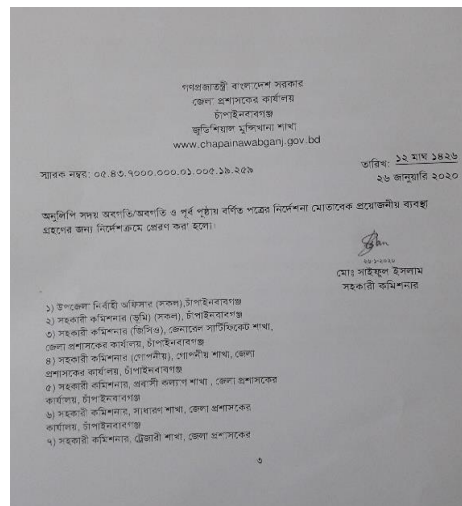 গণপ্রজাতন্ত্রী বাংলাদেশ সরকার
জেলা প্রশাসকের কার্যালয়
চাঁপাইনবাবগঞ্জ
জুডিশিয়াল মুন্সিখানা শাখা
www.chapainawabganj.gov.bd
স্মারক নম্বর: ০৫.৪৩.৭০০০.০০০.০১.০০৫.১৯.২৫৯
তারিখ: ১২ মাঘ ১৪২৬
২৬ জানুয়ারি ২০২০
অনুলিপি সদয় অবগতি/অবগতি ও পূর্ব পৃষ্ঠায় বর্ণিত পত্রের নির্দেশনা মোতাবেক প্রয়োজনীয় ব্যবস্থা
গ্রহণের জন্য নির্দেশক্রমে প্রেরণ করা হলো:
২৬-১-২০২০
মোঃ সাইফুল ইসলাম
সহকারী কমিশনার
১) উপজেলা নির্বাহী অফিসার (সকল),চাঁপাইনবাবগঞ্জ
২) সহকারী কমিশনার (ভূমি) (সকল), চাঁপাইনবাবগঞ্জ
৩) সহকারী কমিশনার (জিসিও), জেনারেল সার্টিফিকেট শাখা,
জেলা প্রশাসকের কার্যালয়, চাঁপাইনবাবগঞ্জ
৪) সহকারী কমিশনার (গোপনীয়), গোপনীয় শাখা, জেলা
প্রশাসকের কার্যালয়, চাঁপাইনবাবগঞ্জ
৫) সহকারী কমিশনার, প্রবাসী কল্যাণ শাখা , জেলা প্রশাসকের
কার্যালয়, চাঁপাইনবাবগঞ্জ
৬) সহকারী কমিশনার, সাধারণ শাখা, জেলা প্রশাসকের
কার্যালয়, চাঁপাইনবাবগঞ্জ
৭) সহকারী কমিশনার, ট্রেজারী শাখা, জেলা প্রশাসকের
৩